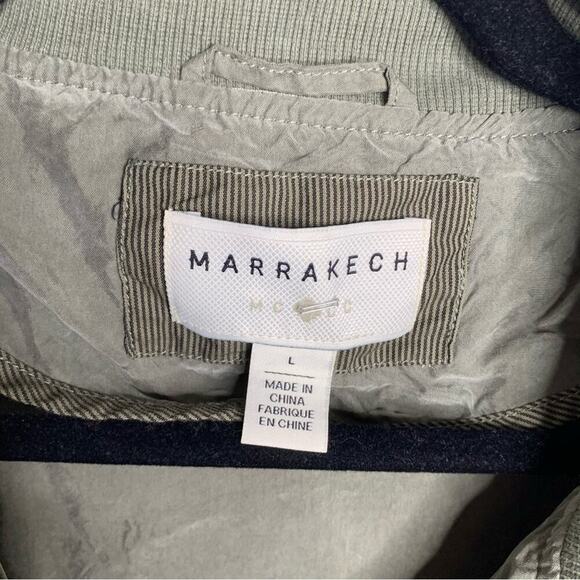 MARRAKECH
L
MADE IN
CHINA
FABRIQUE
EN CHINE